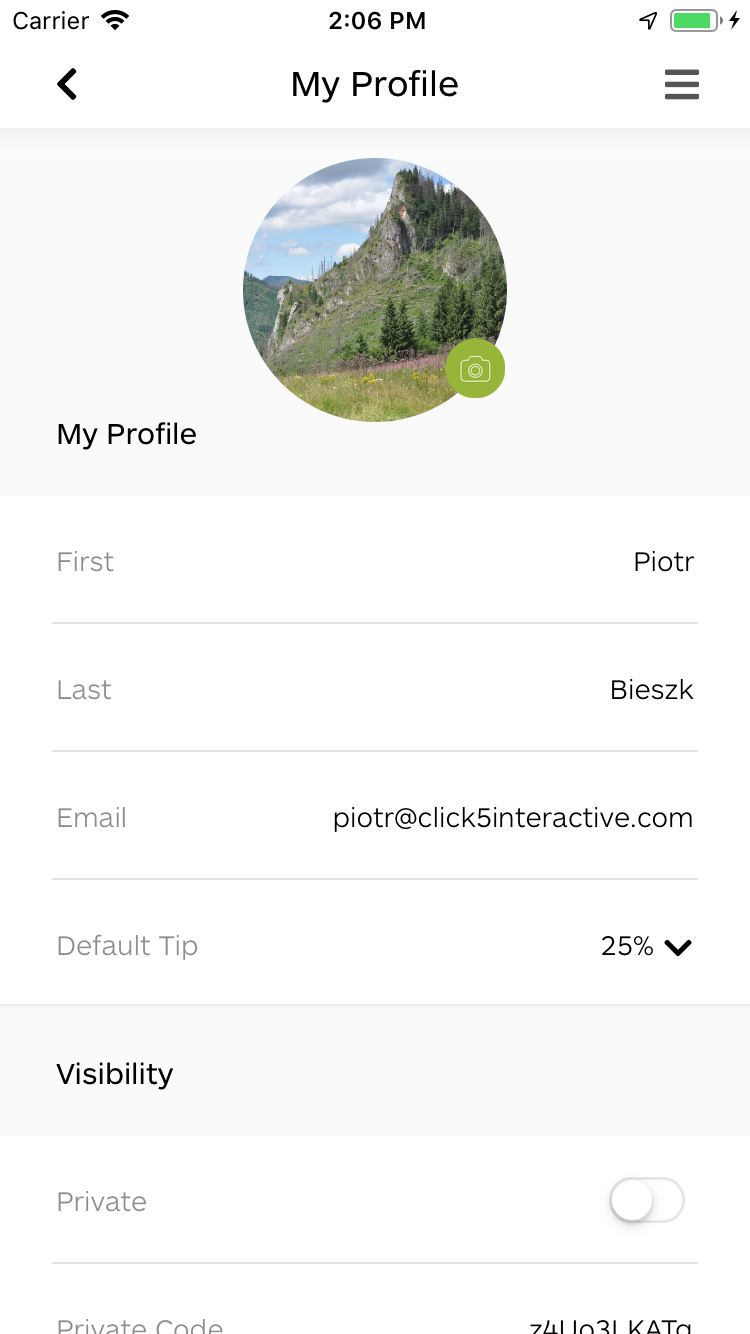 Carrier 2:06 PM
My Profile
My Profile
First Piotr
Last Bieszk
Email piotr@click5interactive.com
Default Tip 25%
Visibility
Private
Private Code